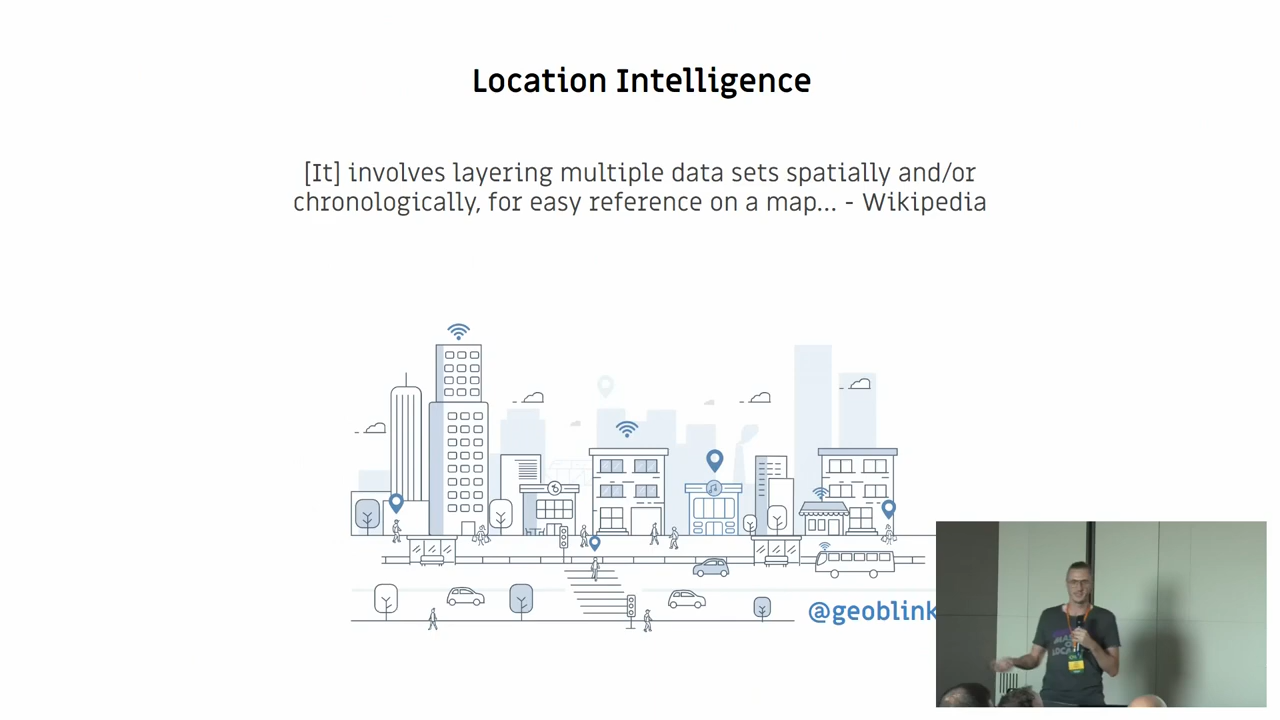 Location Intelligence
[It] involves layering multiple data sets spatially and/or
chronologically, for easy reference on a map... - Wikipedia
@geoblink